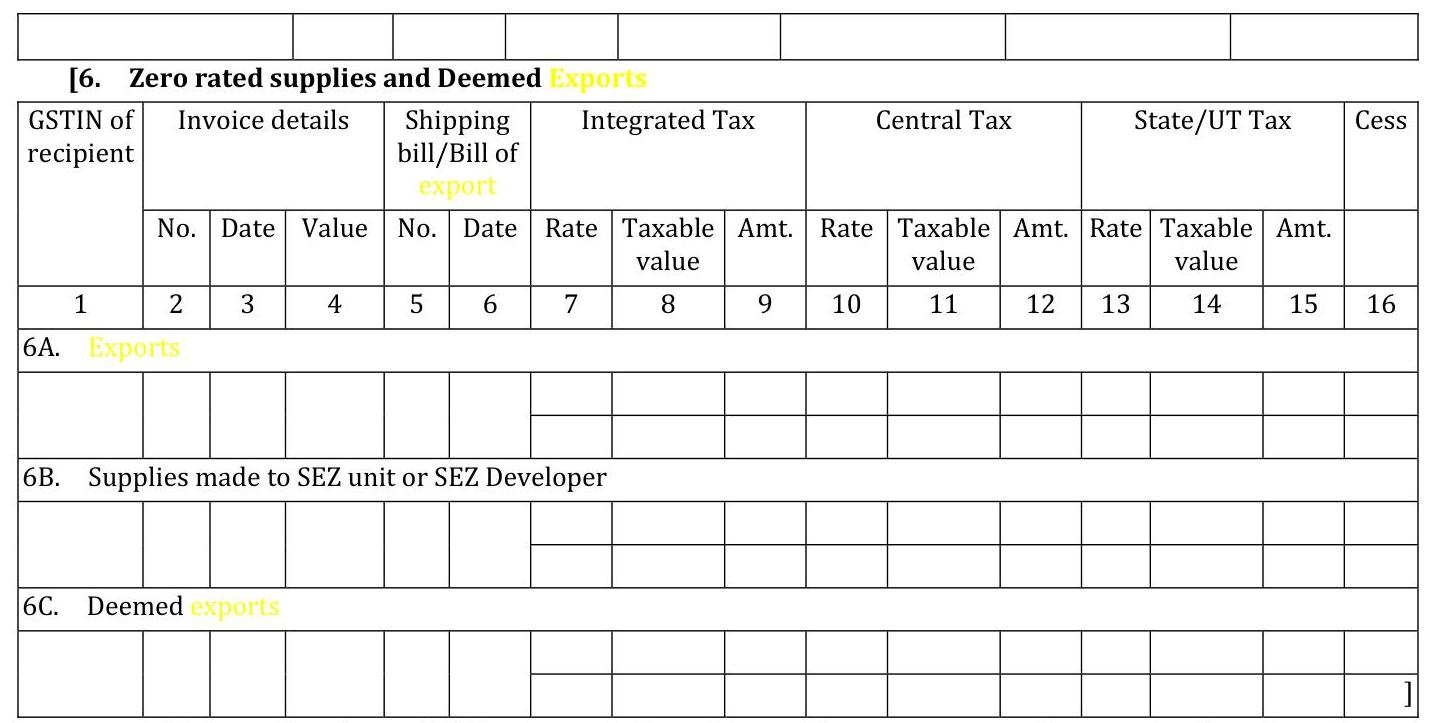 [6. Zero rated supplies and Deemed Exports
GSTIN of recipient Invoice details Shipping bill/Bill of export Integrated Tax Central Tax State/UT Tax Cess
No. Date Value No. Date Rate Taxable value Amt. Rate Taxable value Amt. Rate Taxable value Amt.
1 2 3 4 5 6 7 8 9 10 11 12 13 14 15 16
6A. Exports
6B. Supplies made to SEZ unit or SEZ Developer
6C. Deemed exports
]